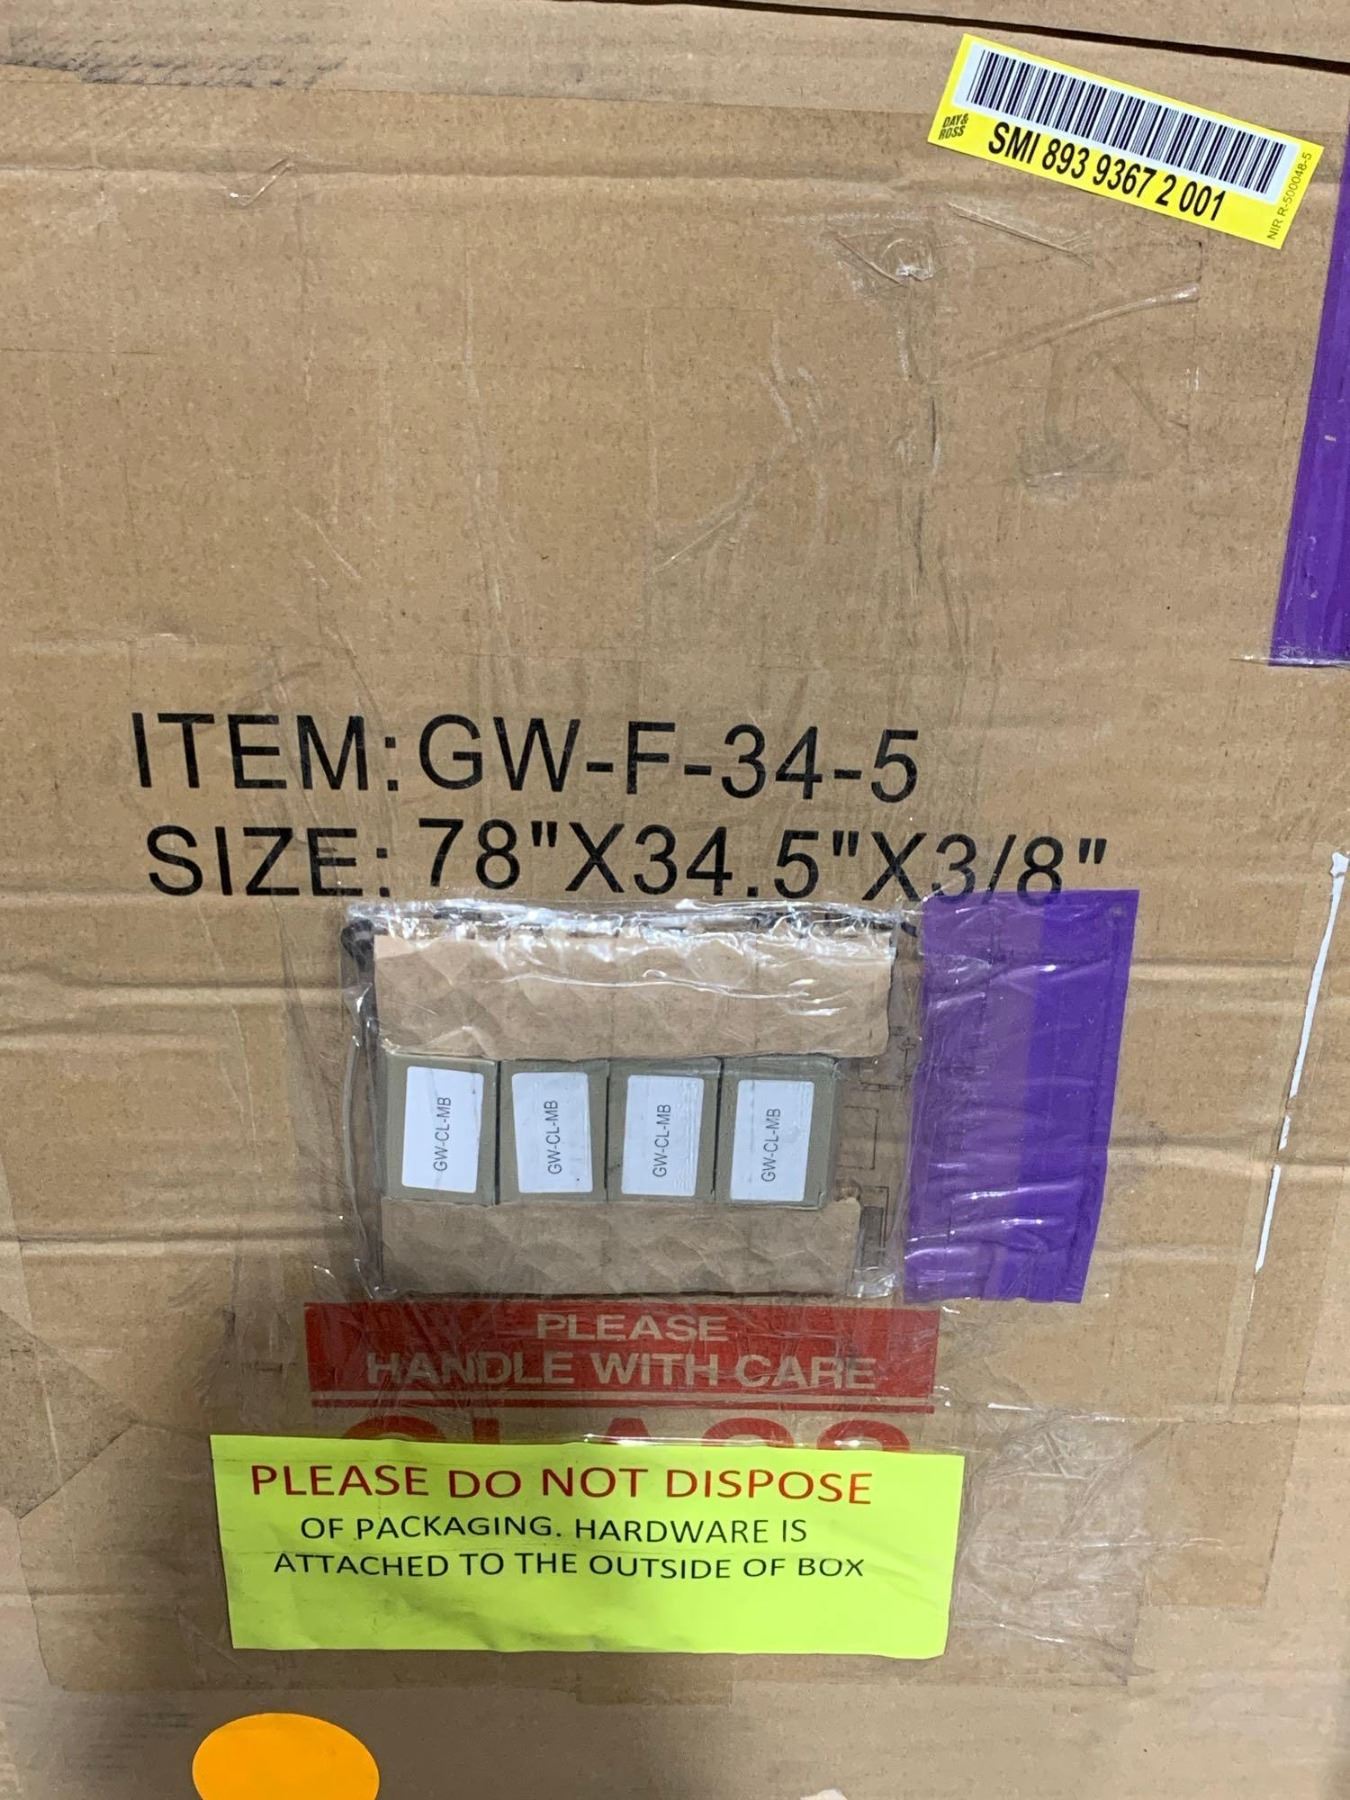 DAY&
ROSS
SMI 893 9367 2 001
NIR R-500048-5
ITEM:GW-F-34-5
SIZE:78"X34.5"X3/8"
GW-CL-MB
GW-CL-MB
GW-CL-MB
GW-CL-MB
PLEASE
HANDLE WITH CARE
PLEASE DO NOT DISPOSE
OF PACKAGING. HARDWARE IS
ATTACHED TO THE OUTSIDE OF BOX